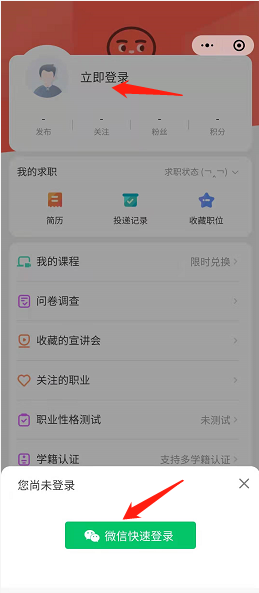 立即登录
- - - -
发布 关注 粉丝 积分
我的求职 求职状态 (¬_¬)
简历 投递记录 收藏职位
我的课程 限时兑换
问卷调查
收藏的宣讲会
关注的职业
职业性格测试 未测试
学籍认证 支持多学籍认证
您尚未登录
微信快速登录